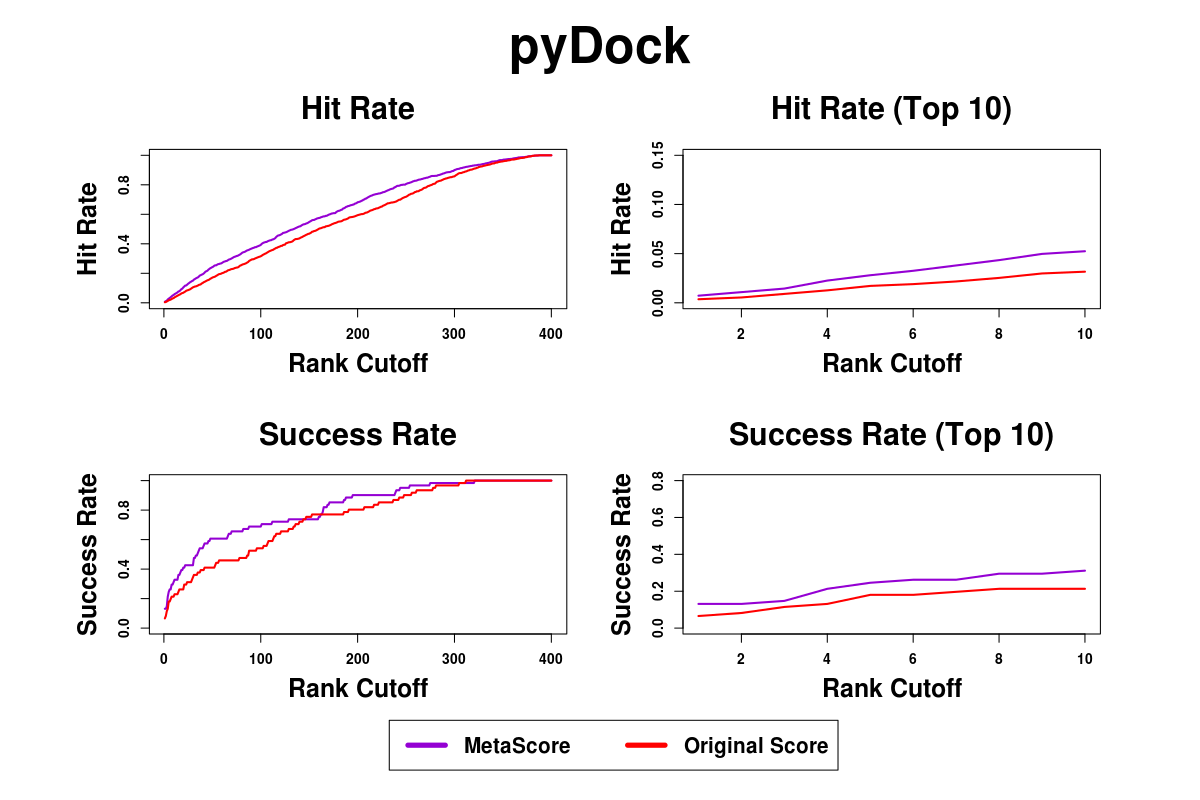 pyDock
Hit Rate
Hit Rate
0.0 0.4 0.8
0 100 200 300 400
Rank Cutoff
Hit Rate (Top 10)
Hit Rate
0.00 0.05 0.10 0.15
2 4 6 8 10
Rank Cutoff
Success Rate
Success Rate
0.0 0.4 0.8
0 100 200 300 400
Rank Cutoff
Success Rate (Top 10)
Success Rate
0.0 0.2 0.4 0.6 0.8
2 4 6 8 10
Rank Cutoff
MetaScore Original Score